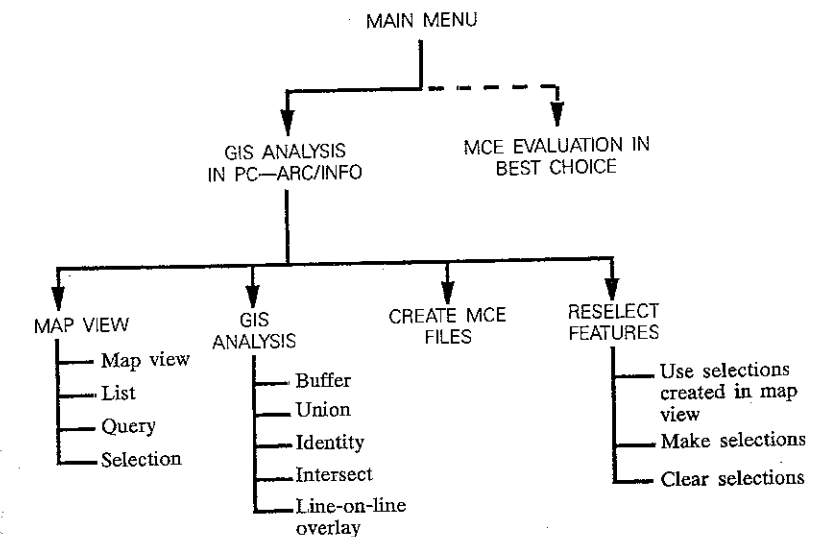 MAIN MENU
GIS ANALYSIS
IN PC—ARC/INFO
MCE EVALUATION IN
BEST CHOICE
MAP VIEW
Map view
List
Query
Selection
GIS
ANALYSIS
Buffer
Union
Identity
Intersect
Line-on-line
overlay
CREATE MCE
FILES
RESELECT
FEATURES
Use selections
created in map
view
Make selections
Clear selections